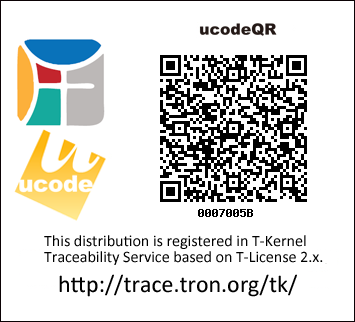 ucodeQR
u
ucode
0007005B
This distribution is registered in T-Kernel
Traceability Service based on T-License 2.x.
http://trace.tron.org/tk/